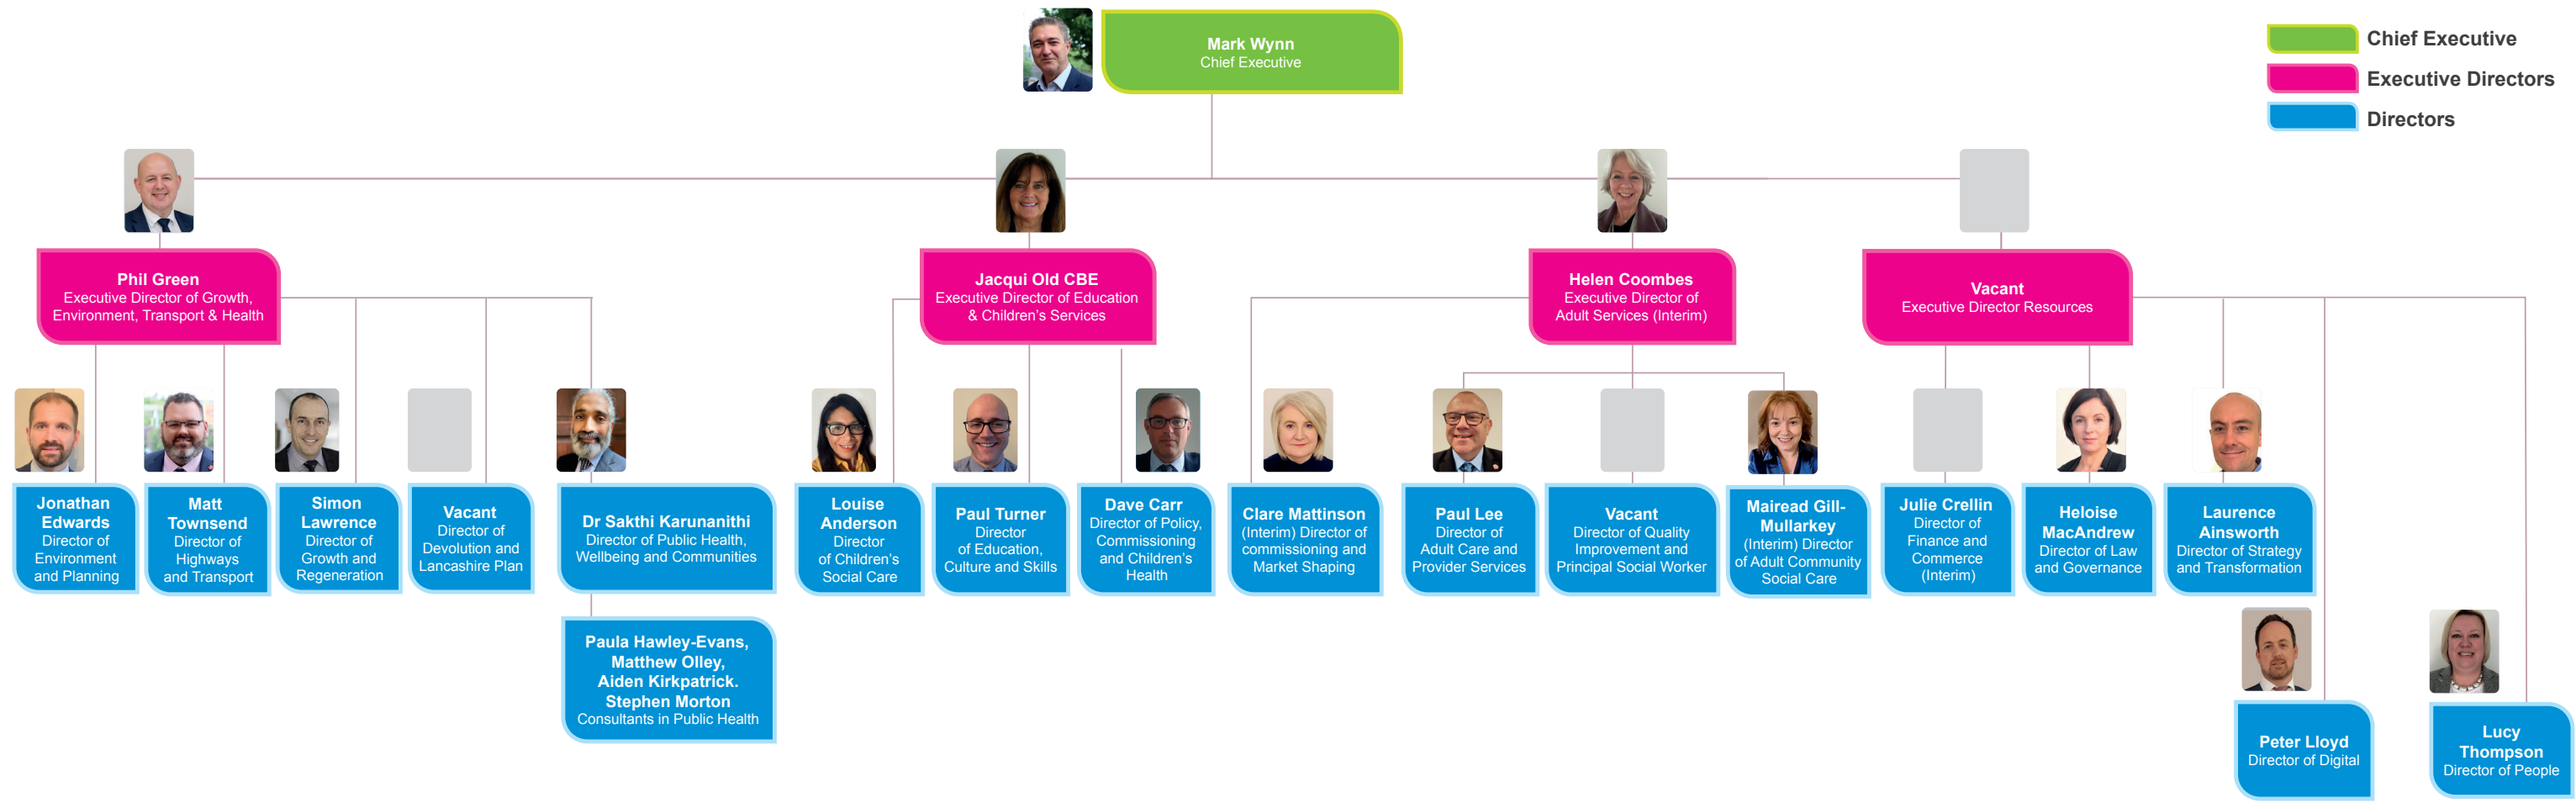 Mark Wynn
Chief Executive
Chief Executive
Executive Directors
Directors
Phil Green
Executive Director of Growth,
Environment, Transport & Health
Jacqui Old CBE
Executive Director of Education
& Children's Services
Helen Coombes
Executive Director of
Adult Services (Interim)
Vacant
Executive Director Resources
Jonathan
Edwards
Director of
Environment
and Planning
Matt
Townsend
Director of
Highways
and Transport
Simon
Lawrence
Director of
Growth and
Regeneration
Vacant
Director of
Devolution and
Lancashire Plan
Dr Sakthi Karunanithi
Director of Public Health,
Wellbeing and Communities
Louise
Anderson
Director
of Children's
Social Care
Paul Turner
Director
of Education,
Culture and Skills
Dave Carr
Director of Policy,
Commissioning
and Children's
Health
Clare Mattinson
(Interim) Director of
commissioning and
Market Shaping
Paul Lee
Director of
Adult Care and
Provider Services
Vacant
Director of Quality
Improvement and
Principal Social Worker
Mairead Gill-
Mullarkey
(Interim) Director
of Adult Community
Social Care
Julie Crellin
Director of
Finance and
Commerce
(Interim)
Heloise
MacAndrew
Director of Law
and Governance
Laurence
Ainsworth
Director of Strategy
and Transformation
Paula Hawley-Evans,
Matthew Olley,
Aiden Kirkpatrick.
Stephen Morton
Consultants in Public Health
Peter Lloyd
Director of Digital
Lucy
Thompson
Director of People